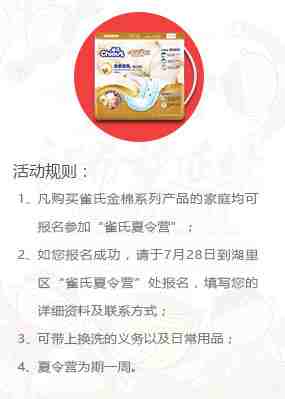 Chiaus
活动规则：
1、凡购买雀氏金棉系列产品的家庭均可
报名参加“雀氏夏令营”；
2、如您报名成功，请于7月28日到湖里
区“雀氏夏令营”处报名，填写您的
详细资料及联系方式；
3、可带上换洗的义务以及日常用品；
4、夏令营为期一周。